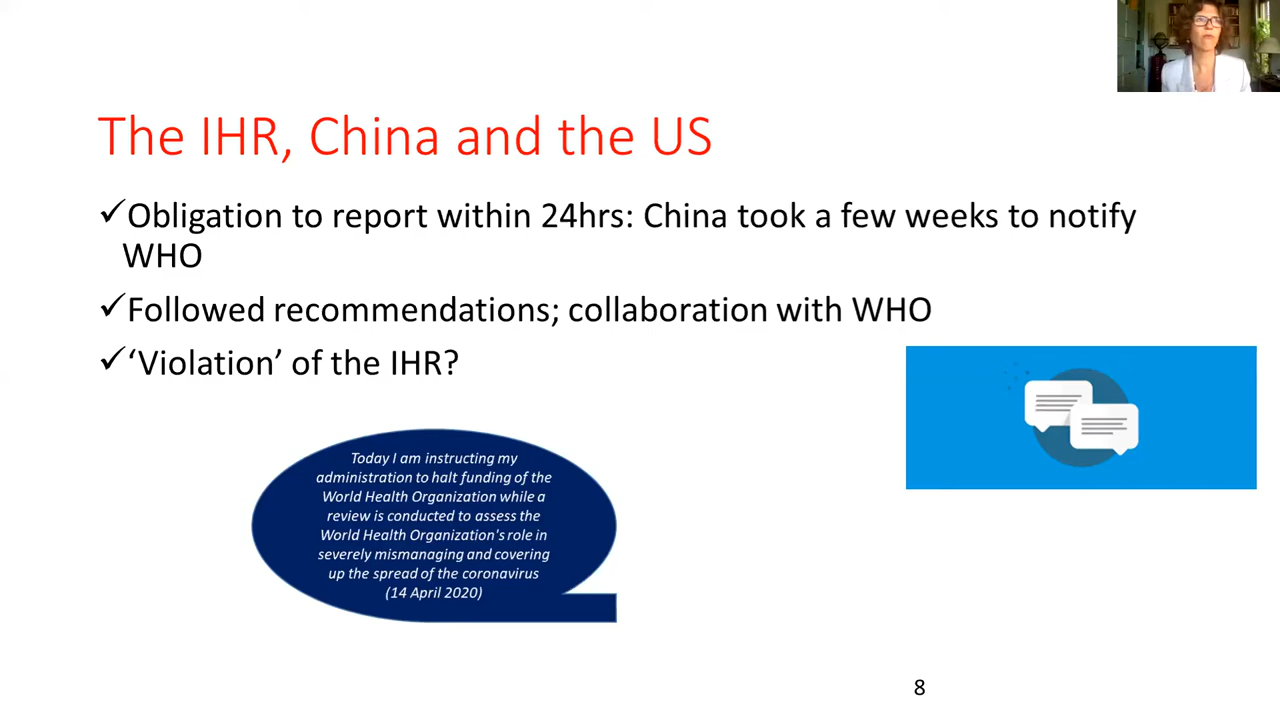 The IHR, China and the US
✓Obligation to report within 24hrs: China took a few weeks to notify
WHO
✓Followed recommendations; collaboration with WHO
✓‘Violation’ of the IHR?
Today I am instructing my
administration to halt funding of the
World Health Organization while a
review is conducted to assess the
World Health Organization's role in
severely mismanaging and covering
up the spread of the coronavirus
(14 April 2020)
8